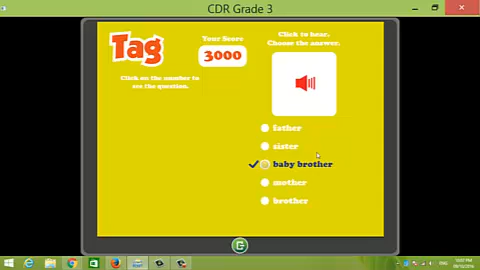 CDR Grade 3
Tag
Your Score
3000
Click on the number to
see the question.
Click to hear.
Choose the answer.
father
sister
baby brother
mother
brother
ENG